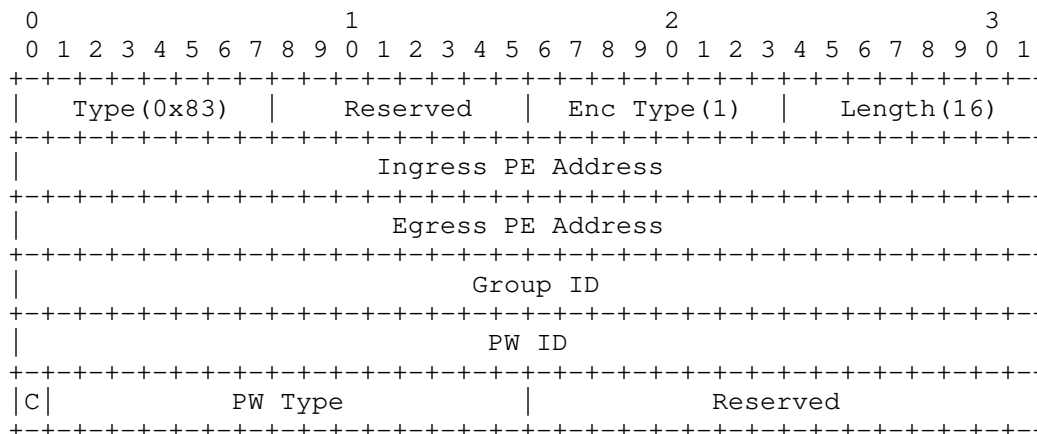 0                   1                   2                   3
 0 1 2 3 4 5 6 7 8 9 0 1 2 3 4 5 6 7 8 9 0 1 2 3 4 5 6 7 8 9 0 1
+-+-+-+-+-+-+-+-+-+-+-+-+-+-+-+-+-+-+-+-+-+-+-+-+-+-+-+-+-+-+-+-
|   Type(0x83)  |    Reserved   |  Enc Type(1)  |   Length(16)
+-+-+-+-+-+-+-+-+-+-+-+-+-+-+-+-+-+-+-+-+-+-+-+-+-+-+-+-+-+-+-+-
|                       Ingress PE Address
+-+-+-+-+-+-+-+-+-+-+-+-+-+-+-+-+-+-+-+-+-+-+-+-+-+-+-+-+-+-+-+-
|                        Egress PE Address
+-+-+-+-+-+-+-+-+-+-+-+-+-+-+-+-+-+-+-+-+-+-+-+-+-+-+-+-+-+-+-+-
|                             Group ID
+-+-+-+-+-+-+-+-+-+-+-+-+-+-+-+-+-+-+-+-+-+-+-+-+-+-+-+-+-+-+-+-
|                              PW ID
+-+-+-+-+-+-+-+-+-+-+-+-+-+-+-+-+-+-+-+-+-+-+-+-+-+-+-+-+-+-+-+-
|C|            PW Type            |            Reserved
+-+-+-+-+-+-+-+-+-+-+-+-+-+-+-+-+-+-+-+-+-+-+-+-+-+-+-+-+-+-+-+-